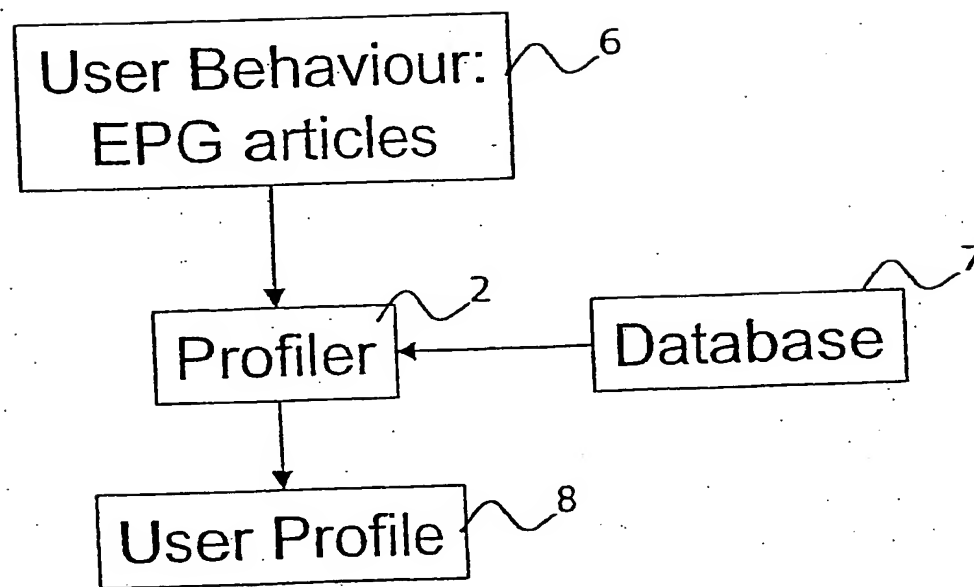 User Behaviour:
EPG articles
6
7
2
Profiler
Database
User Profile
8